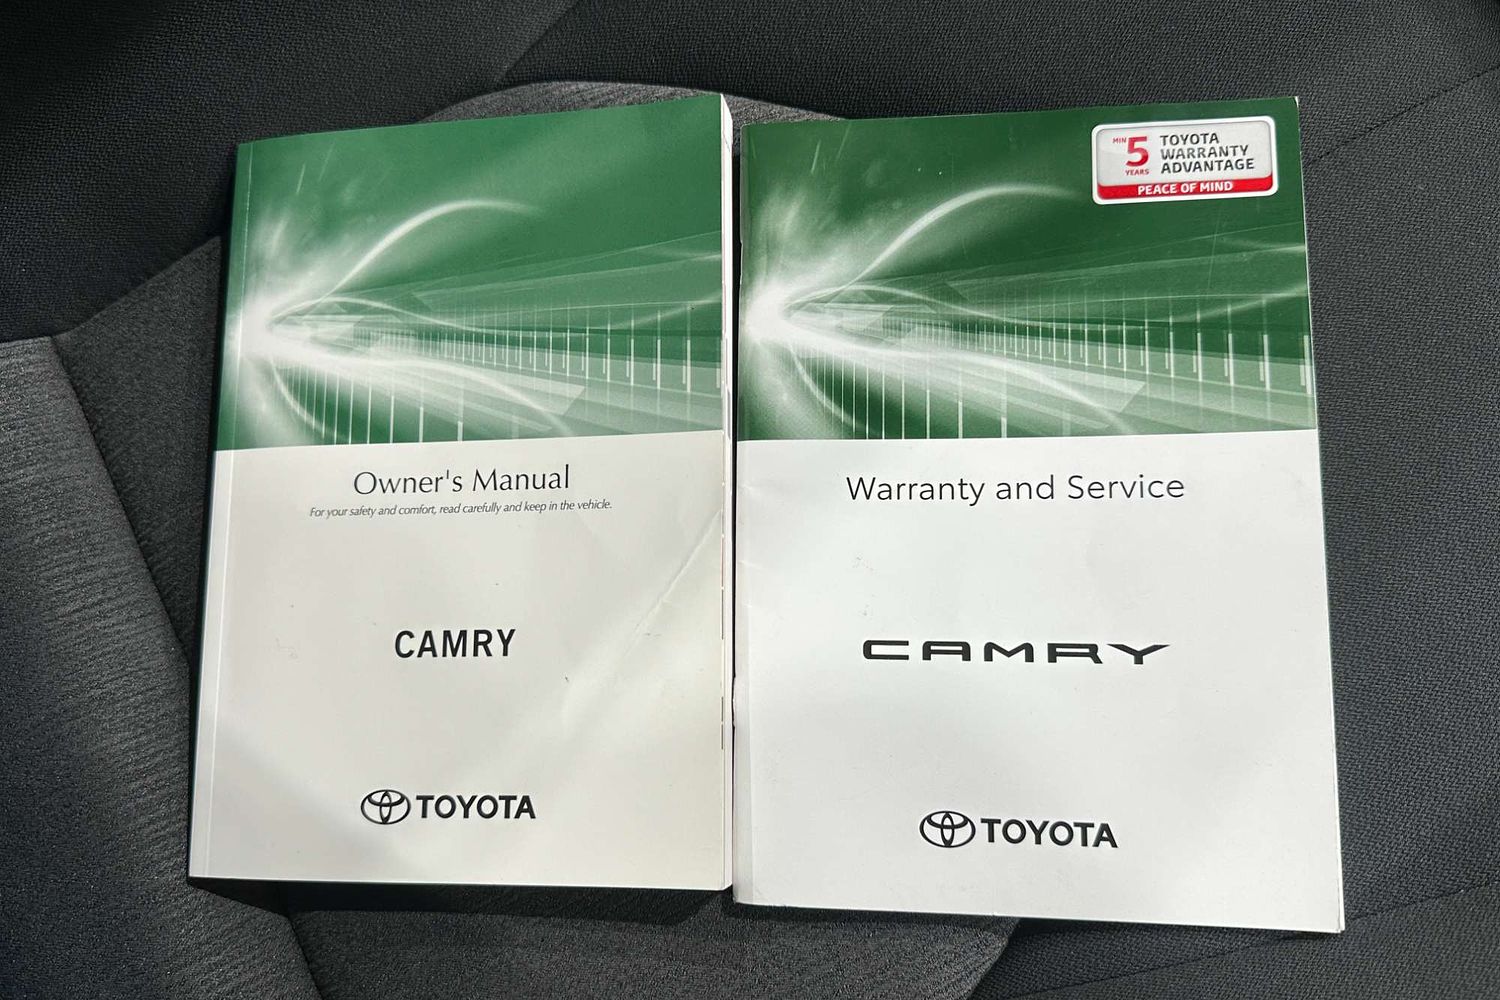 Owner's Manual
For your safety and comfort, read carefully and keep in the vehicle.
CAMRY
TOYOTA
MIN 5 YEARS
TOYOTA
WARRANTY
ADVANTAGE
PEACE OF MIND
Warranty and Service
CAMRY
TOYOTA